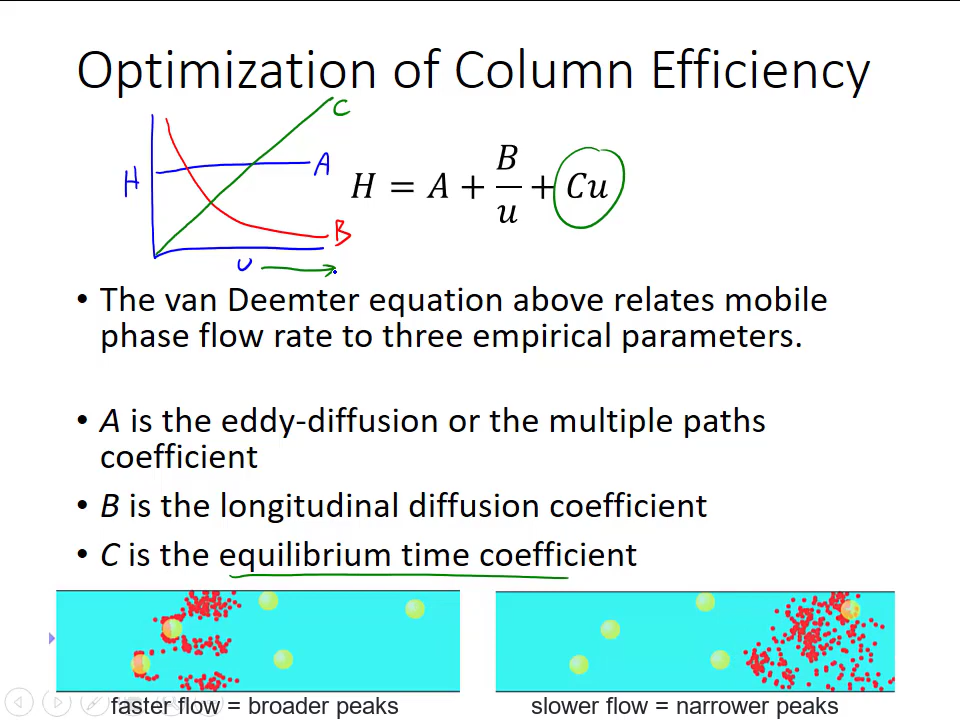 Optimization of Column Efficiency
C
H
A
H = A + B/u + Cu
B
u
• The van Deemter equation above relates mobile
phase flow rate to three empirical parameters.
• A is the eddy-diffusion or the multiple paths
coefficient
• B is the longitudinal diffusion coefficient
• C is the equilibrium time coefficient
faster flow = broader peaks
slower flow = narrower peaks